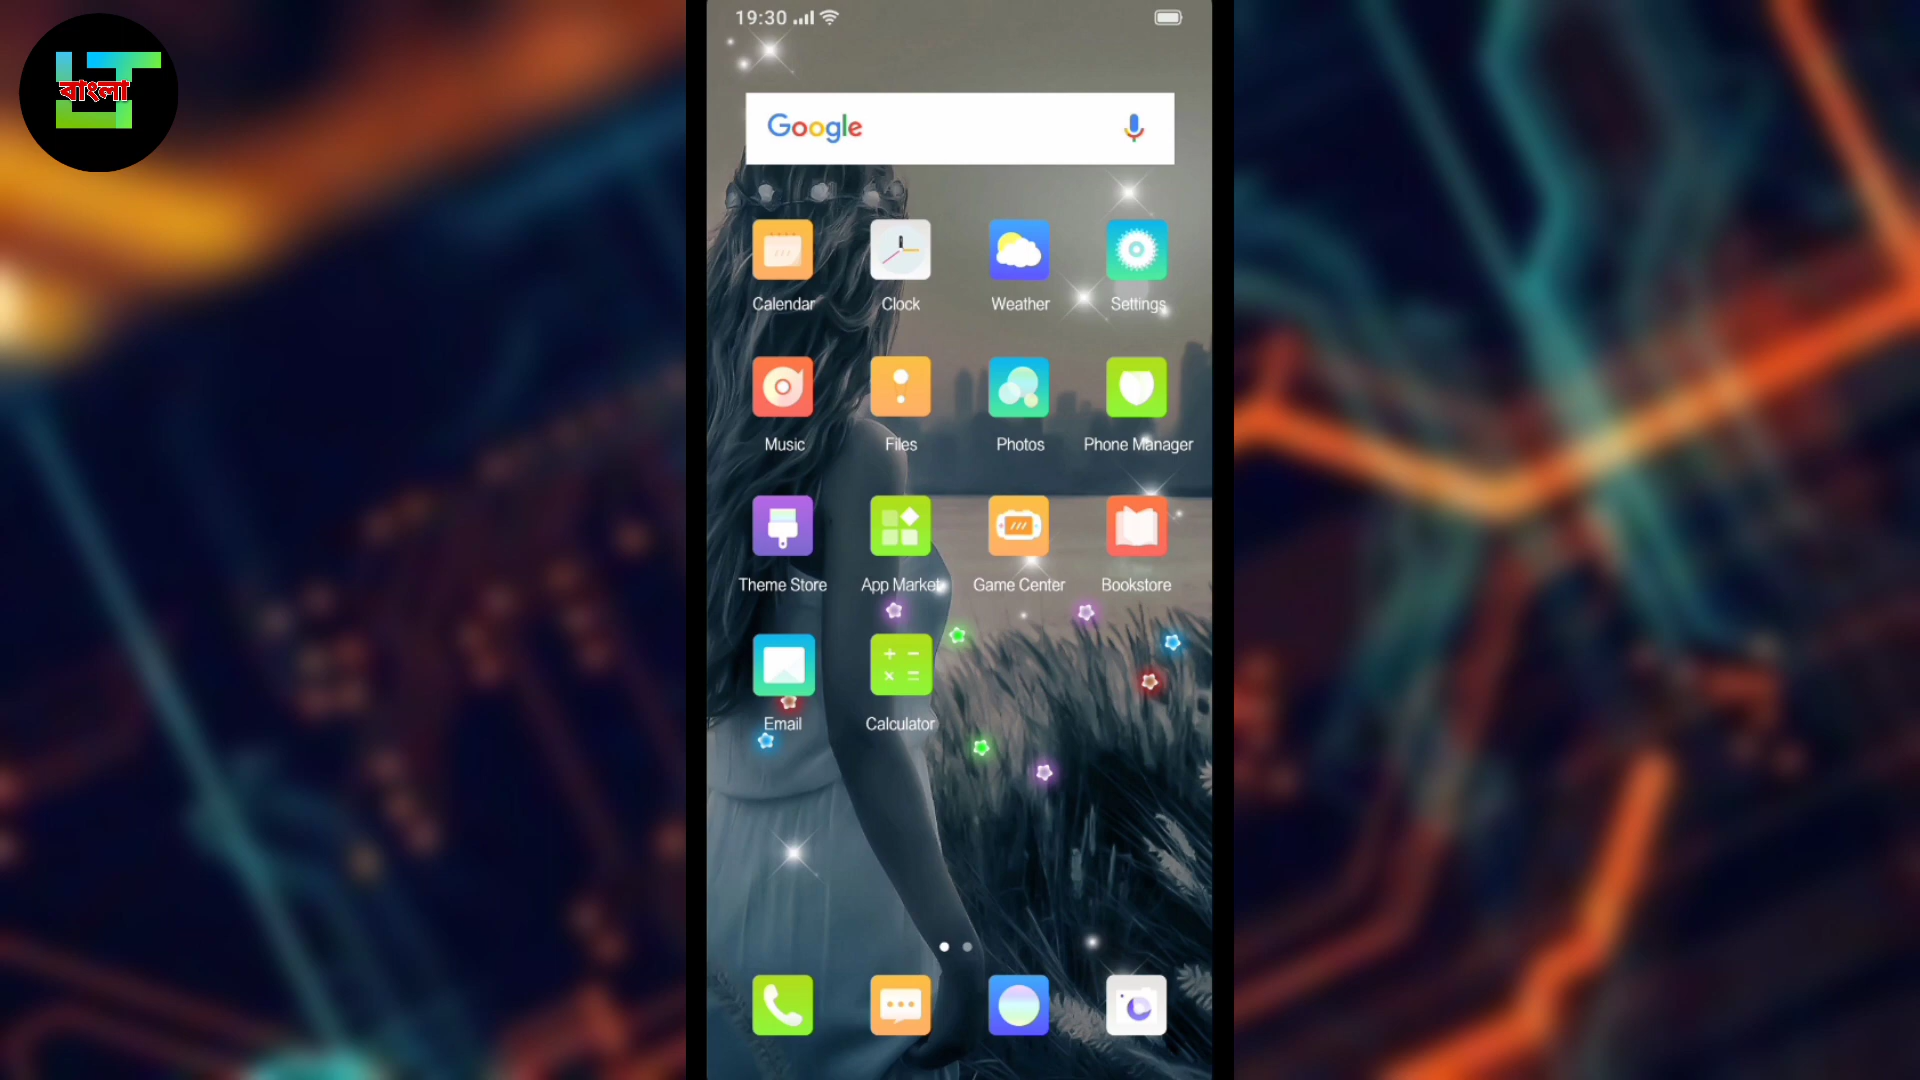 বাংলা
19:30
Google
Calendar Clock Weather Settings
Music Files Photos Phone Manager
Theme Store App Market Game Center Bookstore
Email Calculator